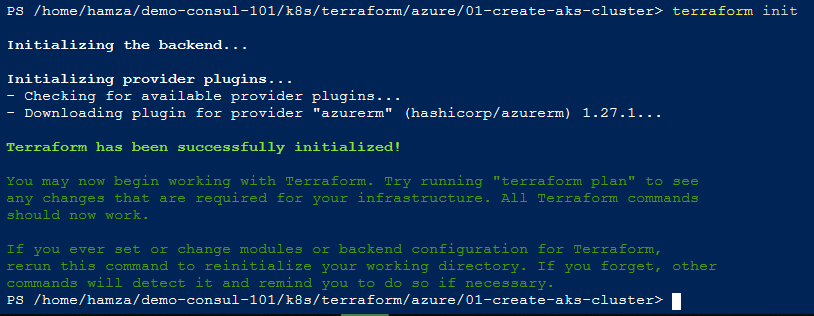 PS /home/hamza/demo-consul-101/k8s/terraform/azure/01-create-aks-cluster> terraform init
Initializing the backend...
Initializing provider plugins...
- Checking for available provider plugins...
- Downloading plugin for provider "azurerm" (hashicorp/azurerm) 1.27.1...
Terraform has been successfully initialized!
You may now begin working with Terraform. Try running "terraform plan" to see
any changes that are required for your infrastructure. All Terraform commands
should now work.
If you ever set or change modules or backend configuration for Terraform,
rerun this command to reinitialize your working directory. If you forget, other
commands will detect it and remind you to do so if necessary.
PS /home/hamza/demo-consul-101/k8s/terraform/azure/01-create-aks-cluster>